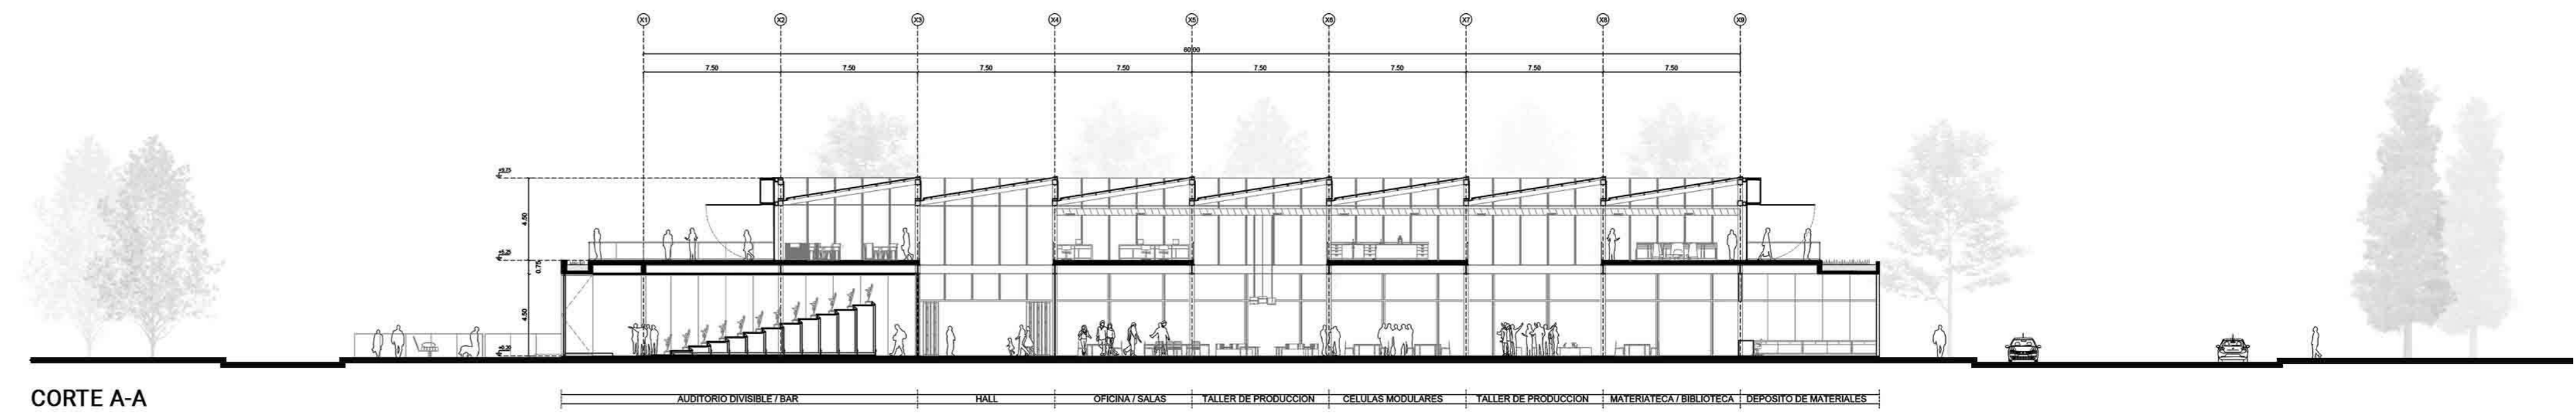 X1 X2 X3 X4 X5 X6 X7 X8 X9
60.00
7.50 7.50 7.50 7.50 7.50 7.50 7.50 7.50
4.50
0.75
4.50
CORTE A-A
AUDITORIO DIVISIBLE / BAR HALL OFICINA / SALAS TALLER DE PRODUCCION CELULAS MODULARES TALLER DE PRODUCCION MATERIATECA / BIBLIOTECA DEPOSITO DE MATERIALES